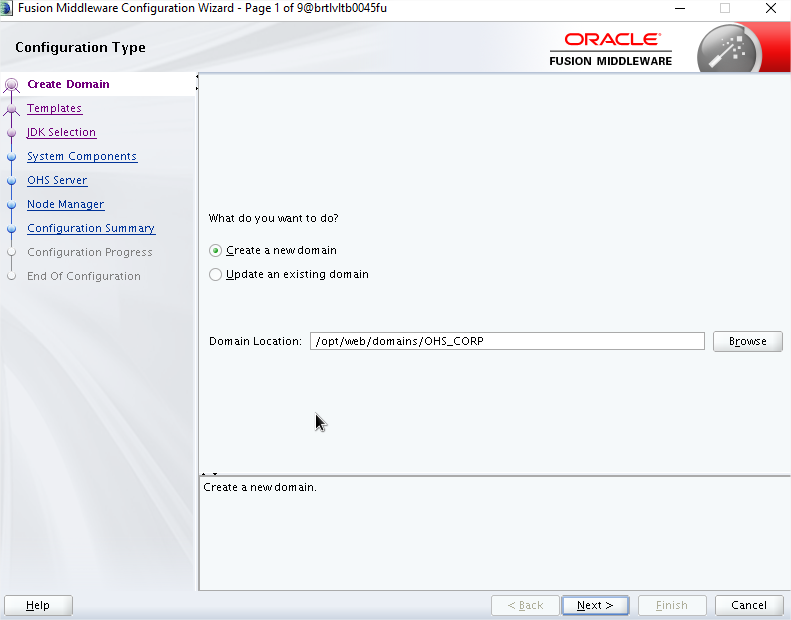 Fusion Middleware Configuration Wizard - Page 1 of 9@brtlvltb0045fu
Configuration Type
ORACLE
FUSION MIDDLEWARE
Create Domain
Templates
JDK Selection
System Components
OHS Server
Node Manager
Configuration Summary
Configuration Progress
End Of Configuration
What do you want to do?
Create a new domain
Update an existing domain
Domain Location: /opt/web/domains/OHS_CORP Browse
Create a new domain.
Help < Back Next > Finish Cancel